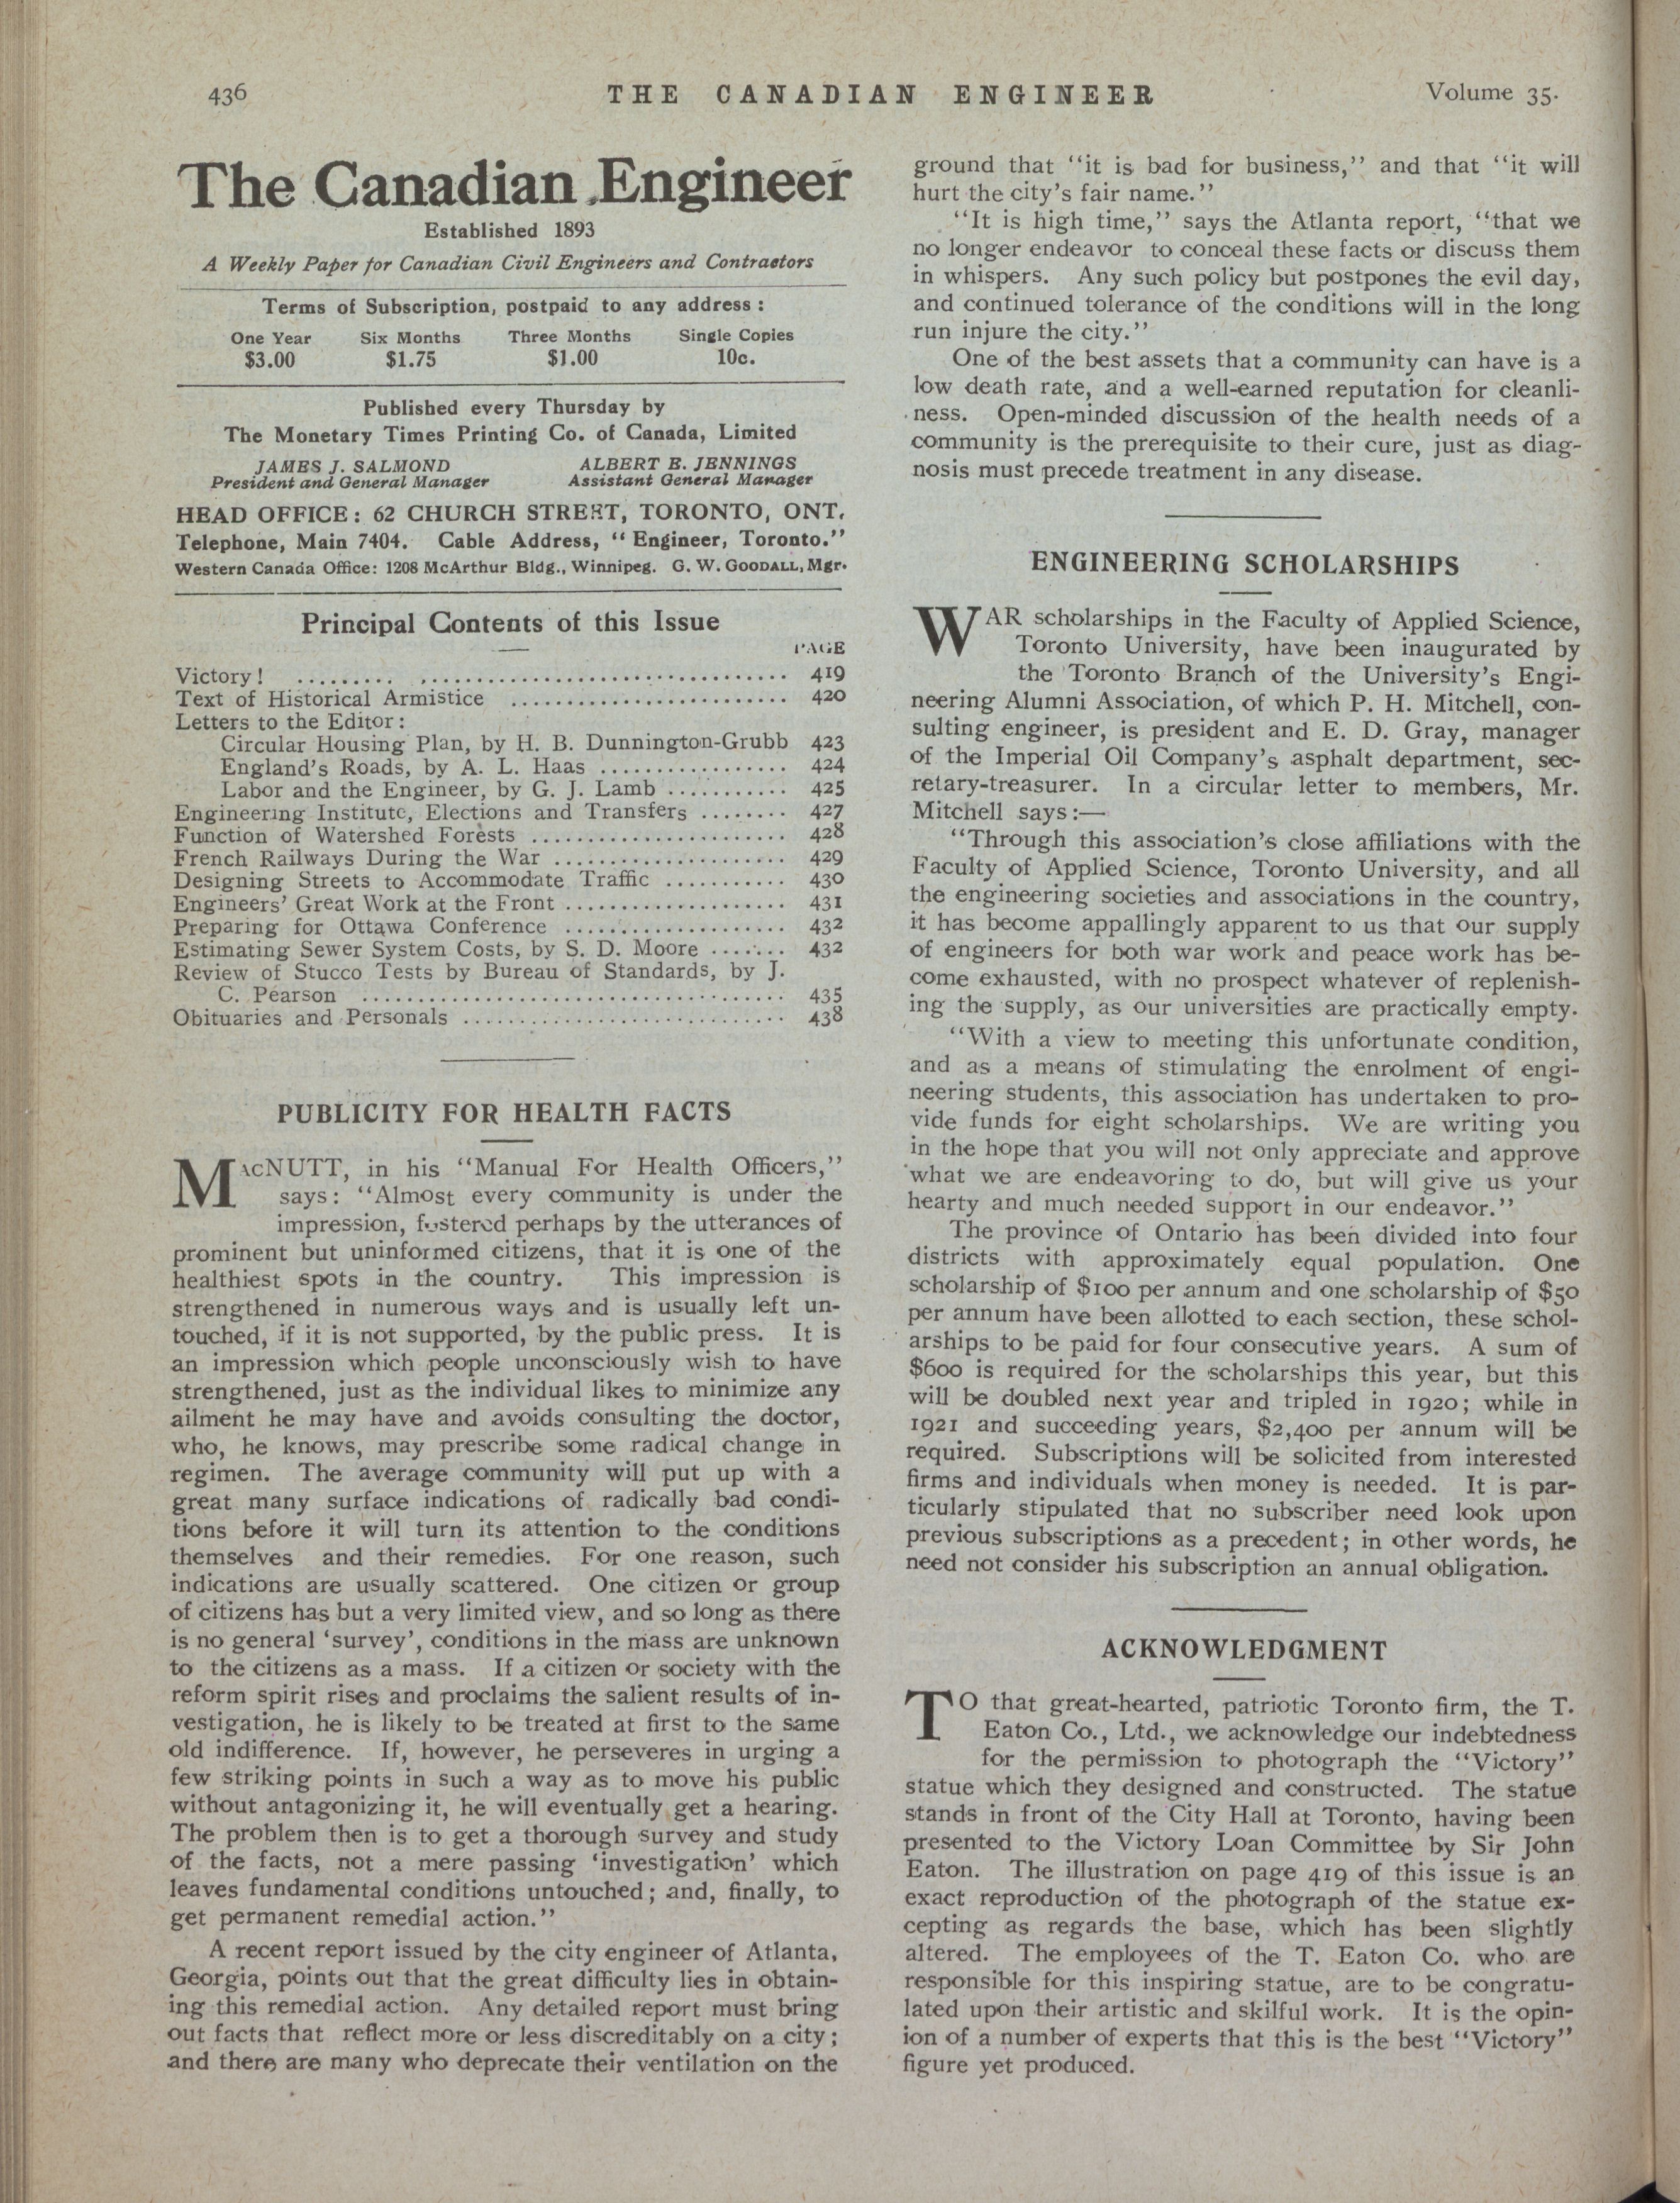 436
THE CANADIAN ENGINEER
Volume 35.
The Canadian Engineer
Established 1893
A Weekly Paper for Canadian Civil Engineers and Contractors
Terms of Subscription, postpaid to any address:
One Year Six Months Three Months Single Copies
$3.00 $1.75 $1.00 10c.
Published every Thursday by
The Monetary Times Printing Co. of Canada, Limited
JAMES J. SALMOND ALBERT E. JENNINGS
President and General Manager Assistant General Manager
HEAD OFFICE: 62 CHURCH STREET, TORONTO, ONT.
Telephone, Main 7404. Cable Address, "Engineer, Toronto."
Western Canada Office: 1208 McArthur Bldg., Winnipeg. G. W. GOODALL, Mgr.
Principal Contents of this Issue
PAGE
Victory! ........ ................................ 419
Text of Historical Armistice ........................ 420
Letters to the Editor:
Circular Housing Plan, by H. B. Dunnington-Grubb 423
England's Roads, by A. L. Haas ................. 424
Labor and the Engineer, by G. J. Lamb ........... 425
Engineering Institute, Elections and Transfers ........ 427
Function of Watershed Forests ....................... 428
French Railways During the War ..................... 429
Designing Streets to Accommodate Traffic ........... 430
Engineers' Great Work at the Front .................... 431
Preparing for Ottawa Conference .................... 432
Estimating Sewer System Costs, by S. D. Moore ....... 432
Review of Stucco Tests by Bureau of Standards, by J.
C. Pearson ...................................... 435
Obituaries and Personals ............................. 438
PUBLICITY FOR HEALTH FACTS
MACNUTT, in his "Manual For Health Officers,"
says: "Almost every community is under the
impression, fostered perhaps by the utterances of
prominent but uninformed citizens, that it is one of the
healthiest spots in the country. This impression is
strengthened in numerous ways and is usually left un-
touched, if it is not supported, by the public press. It is
an impression which people unconsciously wish to have
strengthened, just as the individual likes to minimize any
ailment he may have and avoids consulting the doctor,
who, he knows, may prescribe some radical change in
regimen. The average community will put up with a
great many surface indications of radically bad condi-
tions before it will turn its attention to the conditions
themselves and their remedies. For one reason, such
indications are usually scattered. One citizen or group
of citizens has but a very limited view, and so long as there
is no general 'survey', conditions in the mass are unknown
to the citizens as a mass. If a citizen or society with the
reform spirit rises and proclaims the salient results of in-
vestigation, he is likely to be treated at first to the same
old indifference. If, however, he perseveres in urging a
few striking points in such a way as to move his public
without antagonizing it, he will eventually get a hearing.
The problem then is to get a thorough survey and study
of the facts, not a mere passing 'investigation' which
leaves fundamental conditions untouched; and, finally, to
get permanent remedial action."
A recent report issued by the city engineer of Atlanta,
Georgia, points out that the great difficulty lies in obtain-
ing this remedial action. Any detailed report must bring
out facts that reflect more or less discreditably on a city;
and there are many who deprecate their ventilation on the
ground that "it is bad for business," and that "it will
hurt the city's fair name."
"It is high time," says the Atlanta report, "that we
no longer endeavor to conceal these facts or discuss them
in whispers. Any such policy but postpones the evil day,
and continued tolerance of the conditions will in the long
run injure the city."
One of the best assets that a community can have is a
low death rate, and a well-earned reputation for cleanli-
ness. Open-minded discussion of the health needs of a
community is the prerequisite to their cure, just as diag-
nosis must precede treatment in any disease.
ENGINEERING SCHOLARSHIPS
WAR scholarships in the Faculty of Applied Science,
Toronto University, have been inaugurated by
the Toronto Branch of the University's Engi-
neering Alumni Association, of which P. H. Mitchell, con-
sulting engineer, is president and E. D. Gray, manager
of the Imperial Oil Company's asphalt department, sec-
retary-treasurer. In a circular letter to members, Mr.
Mitchell says:—
"Through this association's close affiliations with the
Faculty of Applied Science, Toronto University, and all
the engineering societies and associations in the country,
it has become appallingly apparent to us that our supply
of engineers for both war work and peace work has be-
come exhausted, with no prospect whatever of replenish-
ing the supply, as our universities are practically empty.
"With a view to meeting this unfortunate condition,
and as a means of stimulating the enrolment of engi-
neering students, this association has undertaken to pro-
vide funds for eight scholarships. We are writing you
in the hope that you will not only appreciate and approve
what we are endeavoring to do, but will give us your
hearty and much needed support in our endeavor."
The province of Ontario has been divided into four
districts with approximately equal population. One
scholarship of $100 per annum and one scholarship of $50
per annum have been allotted to each section, these schol-
arships to be paid for four consecutive years. A sum of
$600 is required for the scholarships this year, but this
will be doubled next year and tripled in 1920; while in
1921 and succeeding years, $2,400 per annum will be
required. Subscriptions will be solicited from interested
firms and individuals when money is needed. It is par-
ticularly stipulated that no subscriber need look upon
previous subscriptions as a precedent; in other words, he
need not consider his subscription an annual obligation.
ACKNOWLEDGMENT
TO that great-hearted, patriotic Toronto firm, the T.
Eaton Co., Ltd., we acknowledge our indebtedness
for the permission to photograph the "Victory"
statue which they designed and constructed. The statue
stands in front of the City Hall at Toronto, having been
presented to the Victory Loan Committee by Sir John
Eaton. The illustration on page 419 of this issue is an
exact reproduction of the photograph of the statue ex-
cepting as regards the base, which has been slightly
altered. The employees of the T. Eaton Co. who are
responsible for this inspiring statue, are to be congratu-
lated upon their artistic and skilful work. It is the opin-
ion of a number of experts that this is the best "Victory"
figure yet produced.